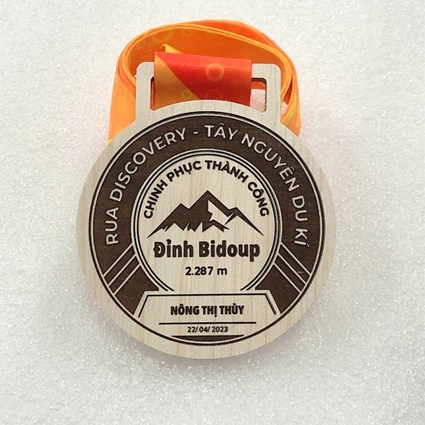 RUA DISCOVERY - TÂY NGUYÊN DU KÍ
CHINH PHỤC THÀNH CÔNG
Đỉnh Bidoup
2.287 m
NÔNG THỊ THÙY
22/ 04/ 2023